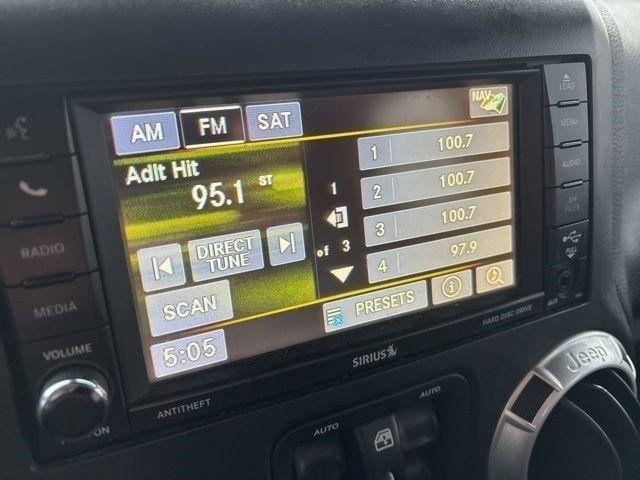 AM FM SAT
NAV
LOAD
MENU
AUDIO
MY
FILES
Adlt Hit
95.1 ST
DIRECT
TUNE
SCAN
5:05
1
of 3
1 100.7
2 100.7
3 100.7
4 97.9
PRESETS
RADIO
MEDIA
VOLUME
ON
ANTITHEFT
SIRIUS
HARD DISC DRIVE
AUX
AUTO
AUTO
Jeep